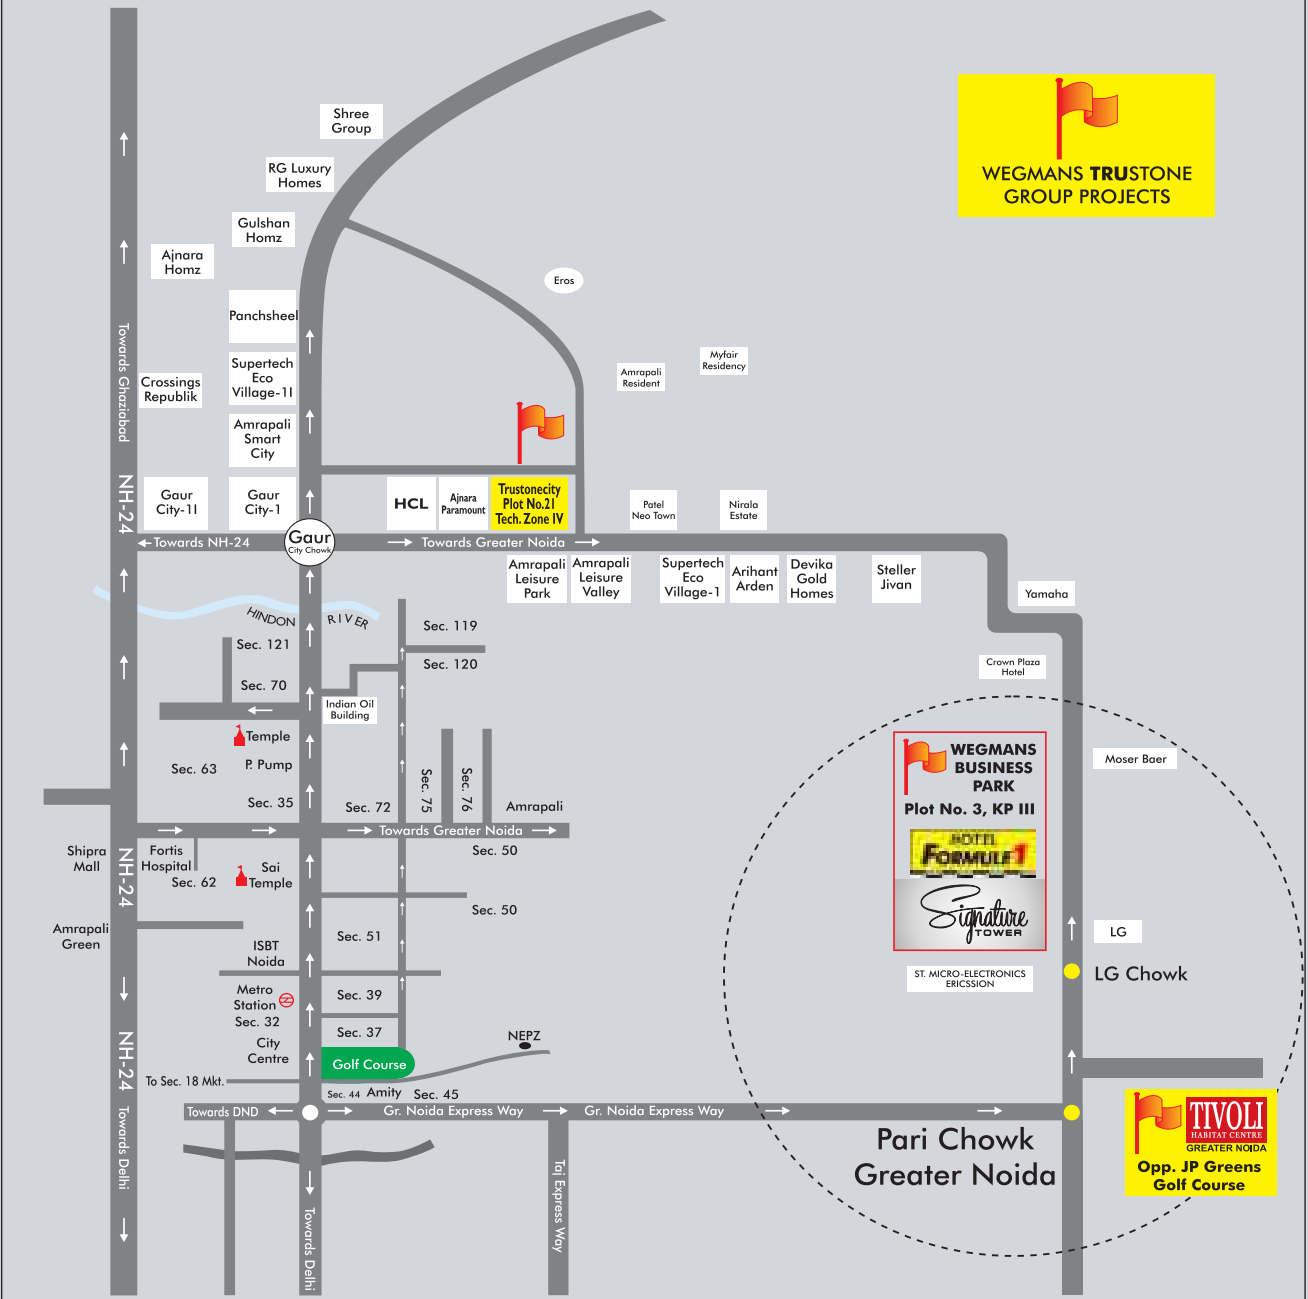 Shree
Group
RG Luxury
Homes
Gulshan
Homz
Ajnara
Homz
Panchsheel
Supertech
Eco
Village-1I
Crossings
Republik
Amrapali
Smart
City
Gaur
City-1I
Gaur
City-1
Towards Ghaziabad
NH-24
WEGMANS TRUSTONE
GROUP PROJECTS
Eros
Amrapali
Resident
Myfair
Residency
HCL
Ajnara
Paramount
Trustonecity
Plot No.21
Tech. Zone IV
Patel
Neo Town
Nirala
Estate
Towards NH-24
Gaur
City Chowk
Towards Greater Noida
Amrapali
Leisure
Park
Amrapali
Leisure
Valley
Supertech
Eco
Village-1
Arihant
Arden
Devika
Gold
Homes
Steller
Jivan
Yamaha
Crown Plaza
Hotel
HINDON
RIVER
Sec. 121
Sec. 119
Sec. 120
Sec. 70
Indian Oil
Building
Temple
P. Pump
Sec. 63
Sec. 35
Sec. 72
Sec. 75
Sec. 76
Amrapali
Towards Greater Noida
Shipra
Mall
NH-24
Fortis
Hospital
Sec. 62
Sai
Temple
Sec. 50
Sec. 50
Amrapali
Green
ISBT
Noida
Sec. 51
Metro
Station
Sec. 32
Sec. 39
Sec. 37
City
Centre
Golf Course
NEPZ
NH-24
To Sec. 18 Mkt.
Sec. 44
Amity
Sec. 45
Towards DND
Gr. Noida Express Way
Gr. Noida Express Way
Towards Delhi
Towards Delhi
Taj Express Way
WEGMANS
BUSINESS
PARK
Plot No. 3, KP III
HOTEL
FORMULE1
Signature
TOWER
ST. MICRO-ELECTRONICS
ERICSSION
Moser Baer
LG
LG Chowk
Pari Chowk
Greater Noida
TIVOLI
HABITAT CENTRE
GREATER NOIDA
Opp. JP Greens
Golf Course